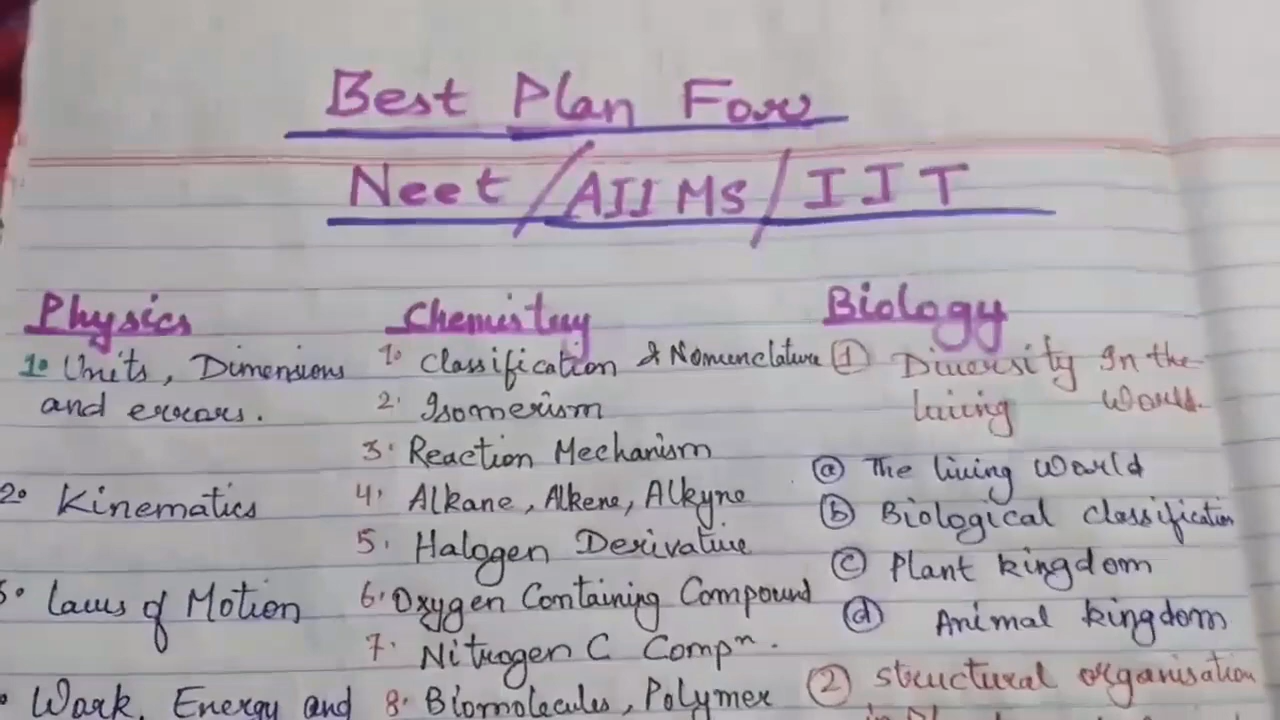 Best Plan For
Neet / AIIMS / IIT
Physics
1. Units, Dimensions
and errors.
2. Kinematics
Laws of Motion
Work, Energy and
Chemistry
1. Classification & Nomenclature
2. Isomerism
3. Reaction Mechanism
4. Alkane, Alkene, Alkyne
5. Halogen Derivative
6. Oxygen Containing Compound
7. Nitrogen C Compn.
8. Biomolecules, Polymer
Biology
1 Diversity In the
living World.
a The living World
b Biological classification
c Plant kingdom
d Animal kingdom
2 Structural organisation